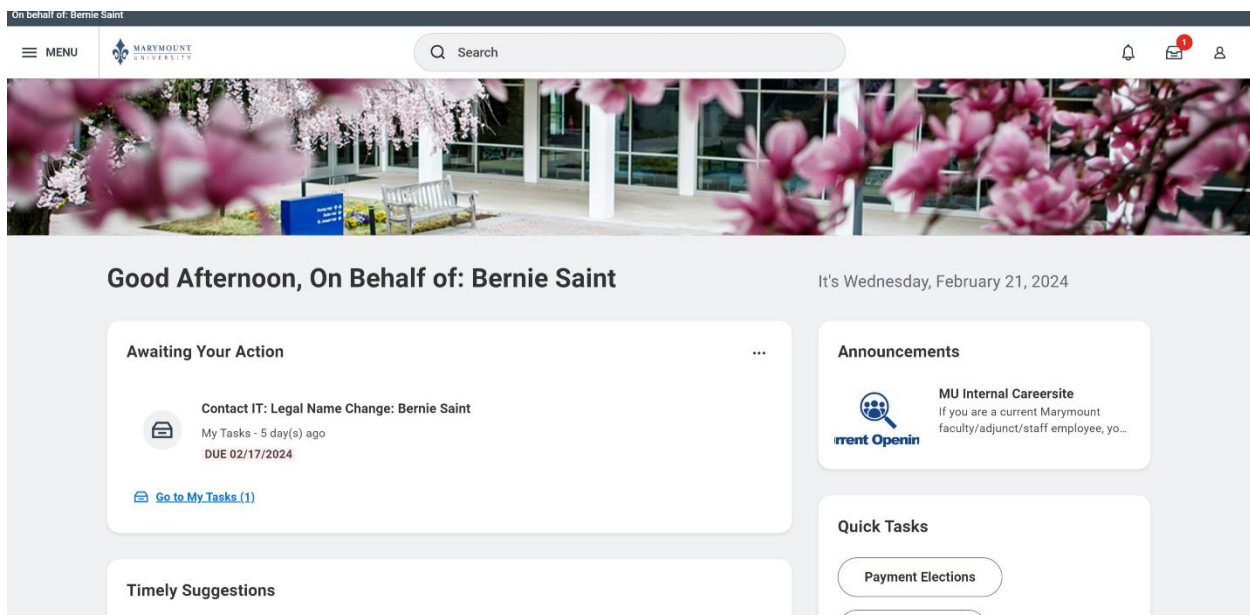 On behalf of: Bernie Saint
MENU
MARYMOUNT
UNIVERSITY
Search
1
Good Afternoon, On Behalf of: Bernie Saint
It's Wednesday, February 21, 2024
Awaiting Your Action
...
Contact IT: Legal Name Change: Bernie Saint
My Tasks - 5 day(s) ago
DUE 02/17/2024
Go to My Tasks (1)
Announcements
rrent Openin
MU Internal Careersite
If you are a current Marymount
faculty/adjunct/staff employee, yo...
Quick Tasks
Payment Elections
Timely Suggestions